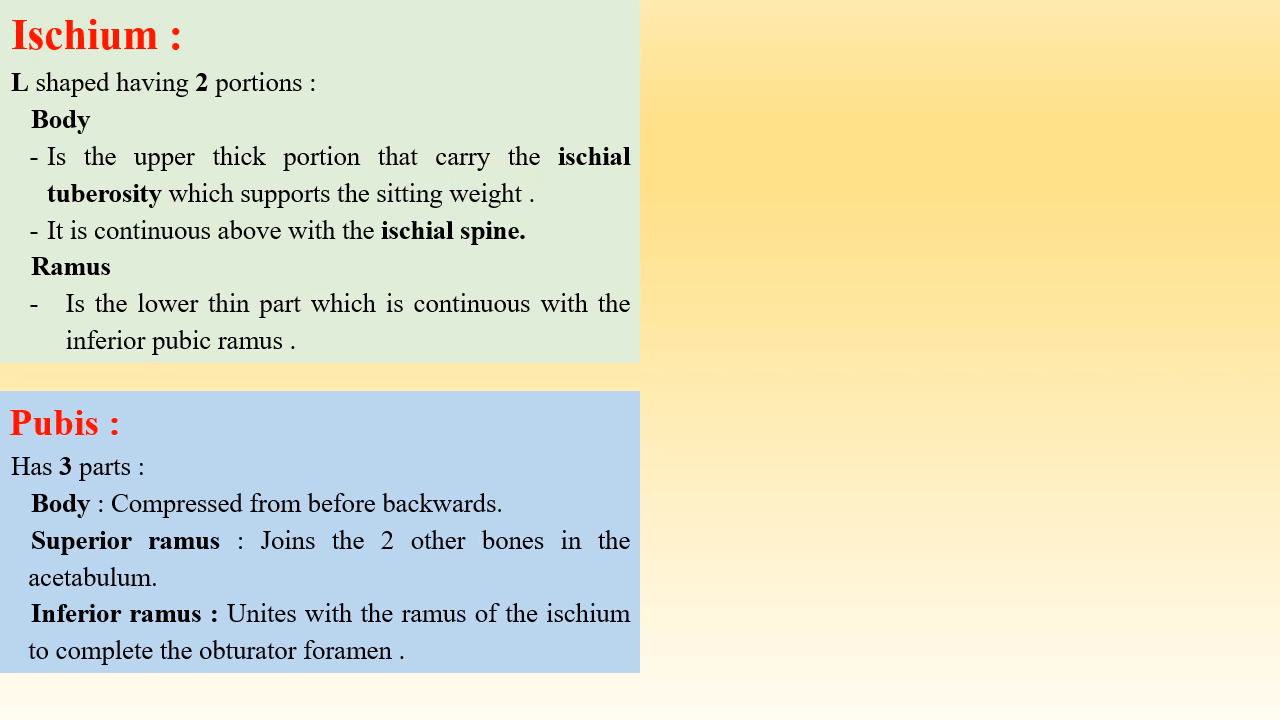 Ischium :
L shaped having 2 portions :
Body
- Is the upper thick portion that carry the ischial
tuberosity which supports the sitting weight .
- It is continuous above with the ischial spine.
Ramus
- Is the lower thin part which is continuous with the
inferior pubic ramus .
Pubis :
Has 3 parts :
Body : Compressed from before backwards.
Superior ramus : Joins the 2 other bones in the
acetabulum.
Inferior ramus : Unites with the ramus of the ischium
to complete the obturator foramen .